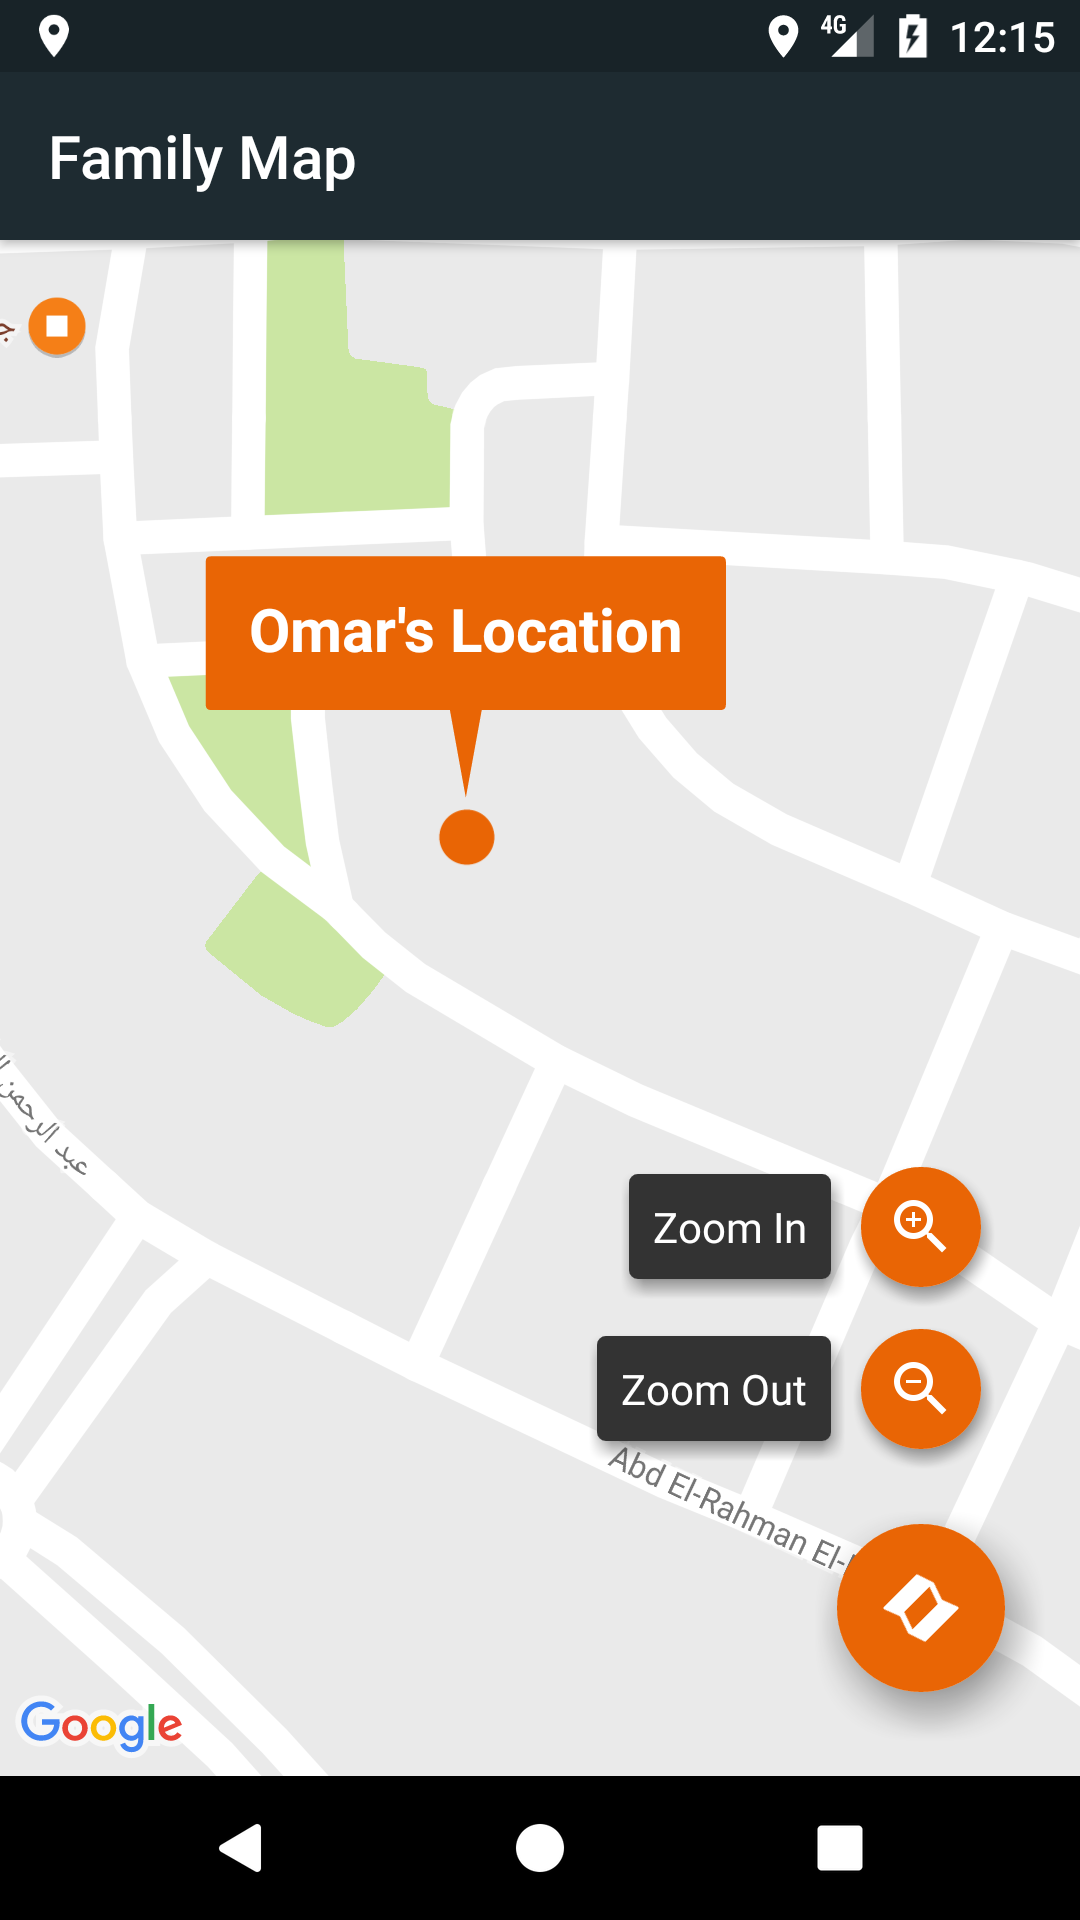 4G 12:15
Family Map
Omar's Location
عبد الرحمن
Zoom In
Zoom Out
Abd El-Rahman El-
Google